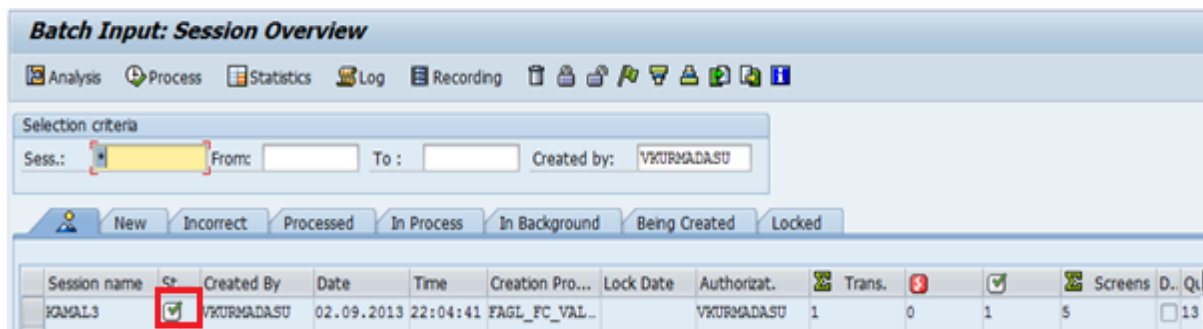 Batch Input: Session Overview
Analysis Process Statistics Log Recording
Selection criteria
Sess.: * From: To : Created by: VKURMADASU
New Incorrect Processed In Process In Background Being Created Locked
Session name St.. Created By Date Time Creation Pro... Lock Date Authorizat. Trans. Screens D.. Qu
KAMAL3 VKURMADASU 02.09.2013 22:04:41 FAGL_FC_VAL... VKURMADASU 1 0 1 5 13